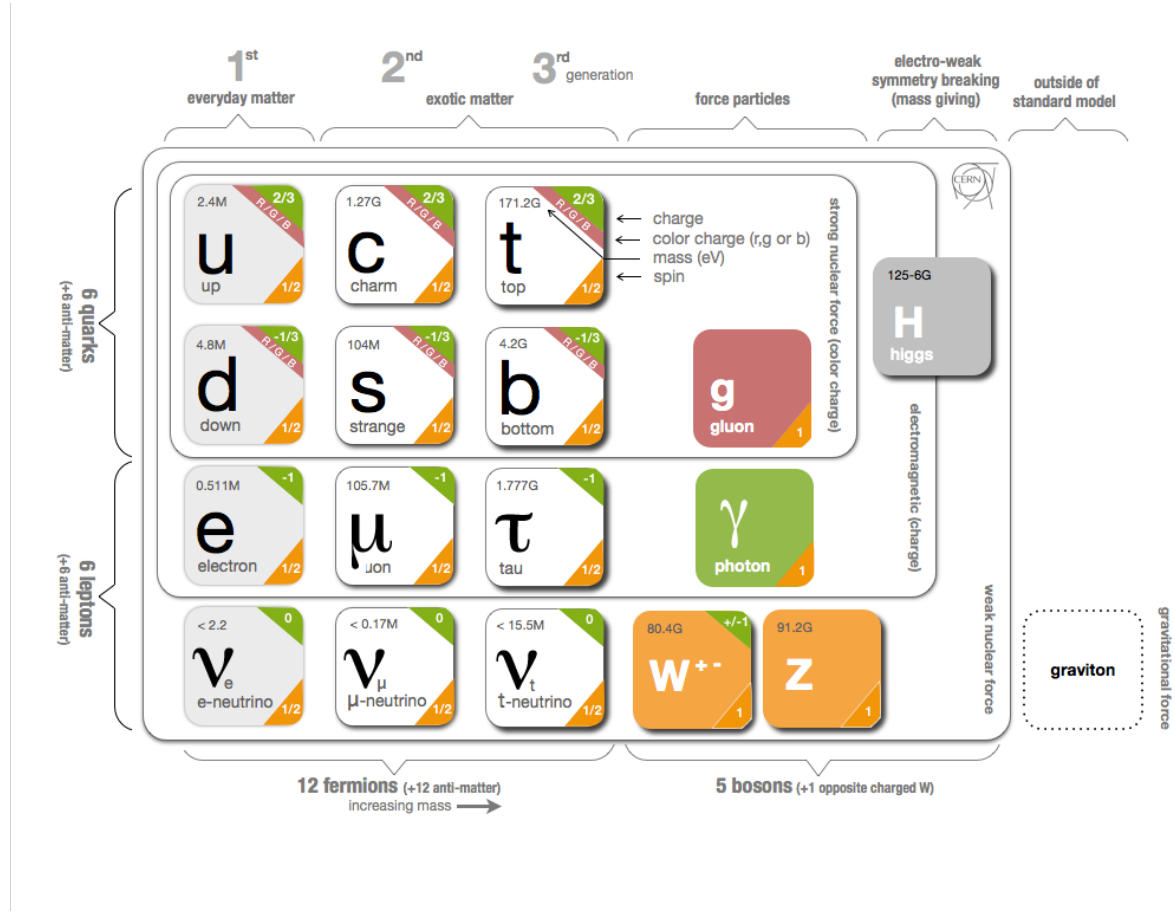 1st
2nd
3rd generation
everyday matter
exotic matter
force particles
electro-weak
symmetry breaking
(mass giving)
outside of
standard model
CERN
6 quarks
(+6 anti-matter)
2.4M
2/3
R/G/B
u
up
1/2
1.27G
2/3
R/G/B
c
charm
1/2
171.2G
2/3
R/G/B
t
top
1/2
charge
color charge (r,g or b)
mass (eV)
spin
strong nuclear force (color charge)
125-6G
H
higgs
4.8M
-1/3
R/G/B
d
down
1/2
104M
-1/3
R/G/B
s
strange
1/2
4.2G
-1/3
R/G/B
b
bottom
1/2
g
gluon
1
electromagnetic (charge)
6 leptons
(+6 anti-matter)
0.511M
-1
e
electron
1/2
105.7M
-1
μ
uon
1/2
1.777G
-1
τ
tau
1/2
γ
photon
1
weak nuclear force
< 2.2
0
νe
e-neutrino
1/2
< 0.17M
0
νμ
μ-neutrino
1/2
< 15.5M
0
νt
t-neutrino
1/2
80.4G
+/-1
W+-
1
91.2G
Z
1
graviton
gravitational force
12 fermions (+12 anti-matter)
increasing mass
5 bosons (+1 opposite charged W)